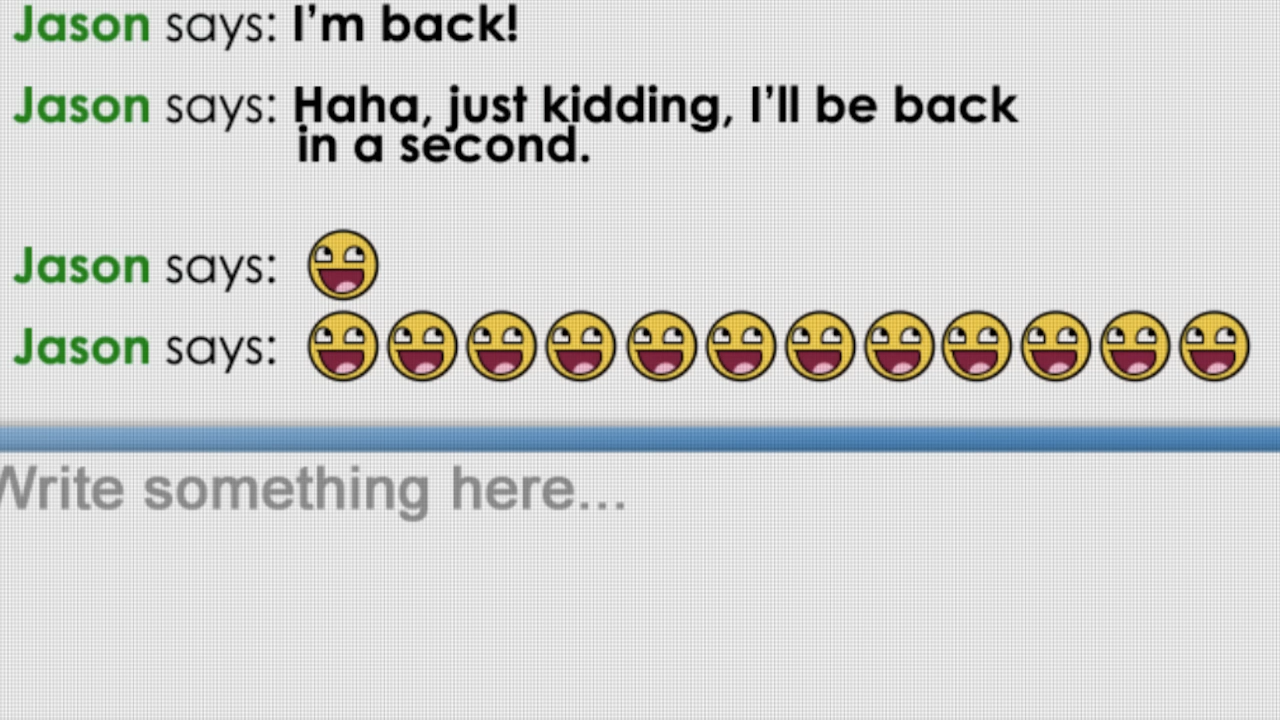 Jason says: I’m back!
Jason says: Haha, just kidding, I’ll be back
in a second.
Jason says:
Jason says:
Write something here...